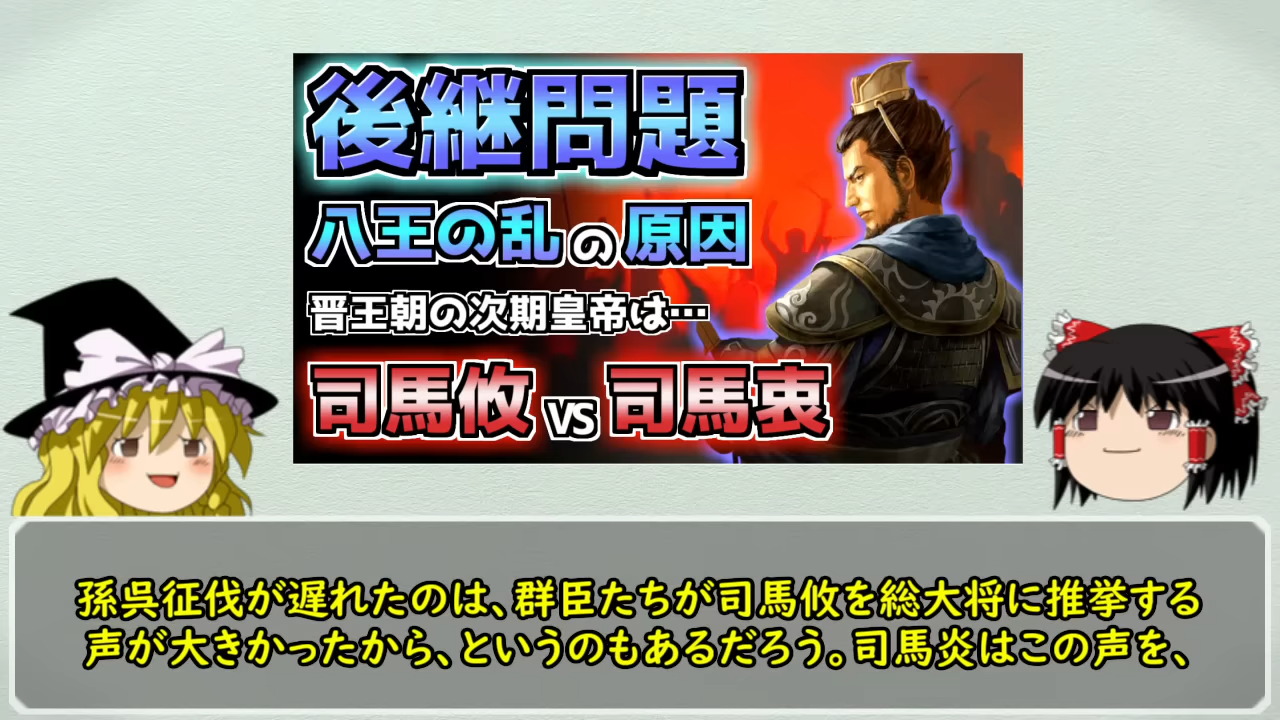 後継問題
八王の乱の原因
晋王朝の次期皇帝は…
司馬攸 VS 司馬衷
孫呉征伐が遅れたのは、群臣たちが司馬攸を総大将に推挙する
声が大きかったから、というのもあるだろう。司馬炎はこの声を、